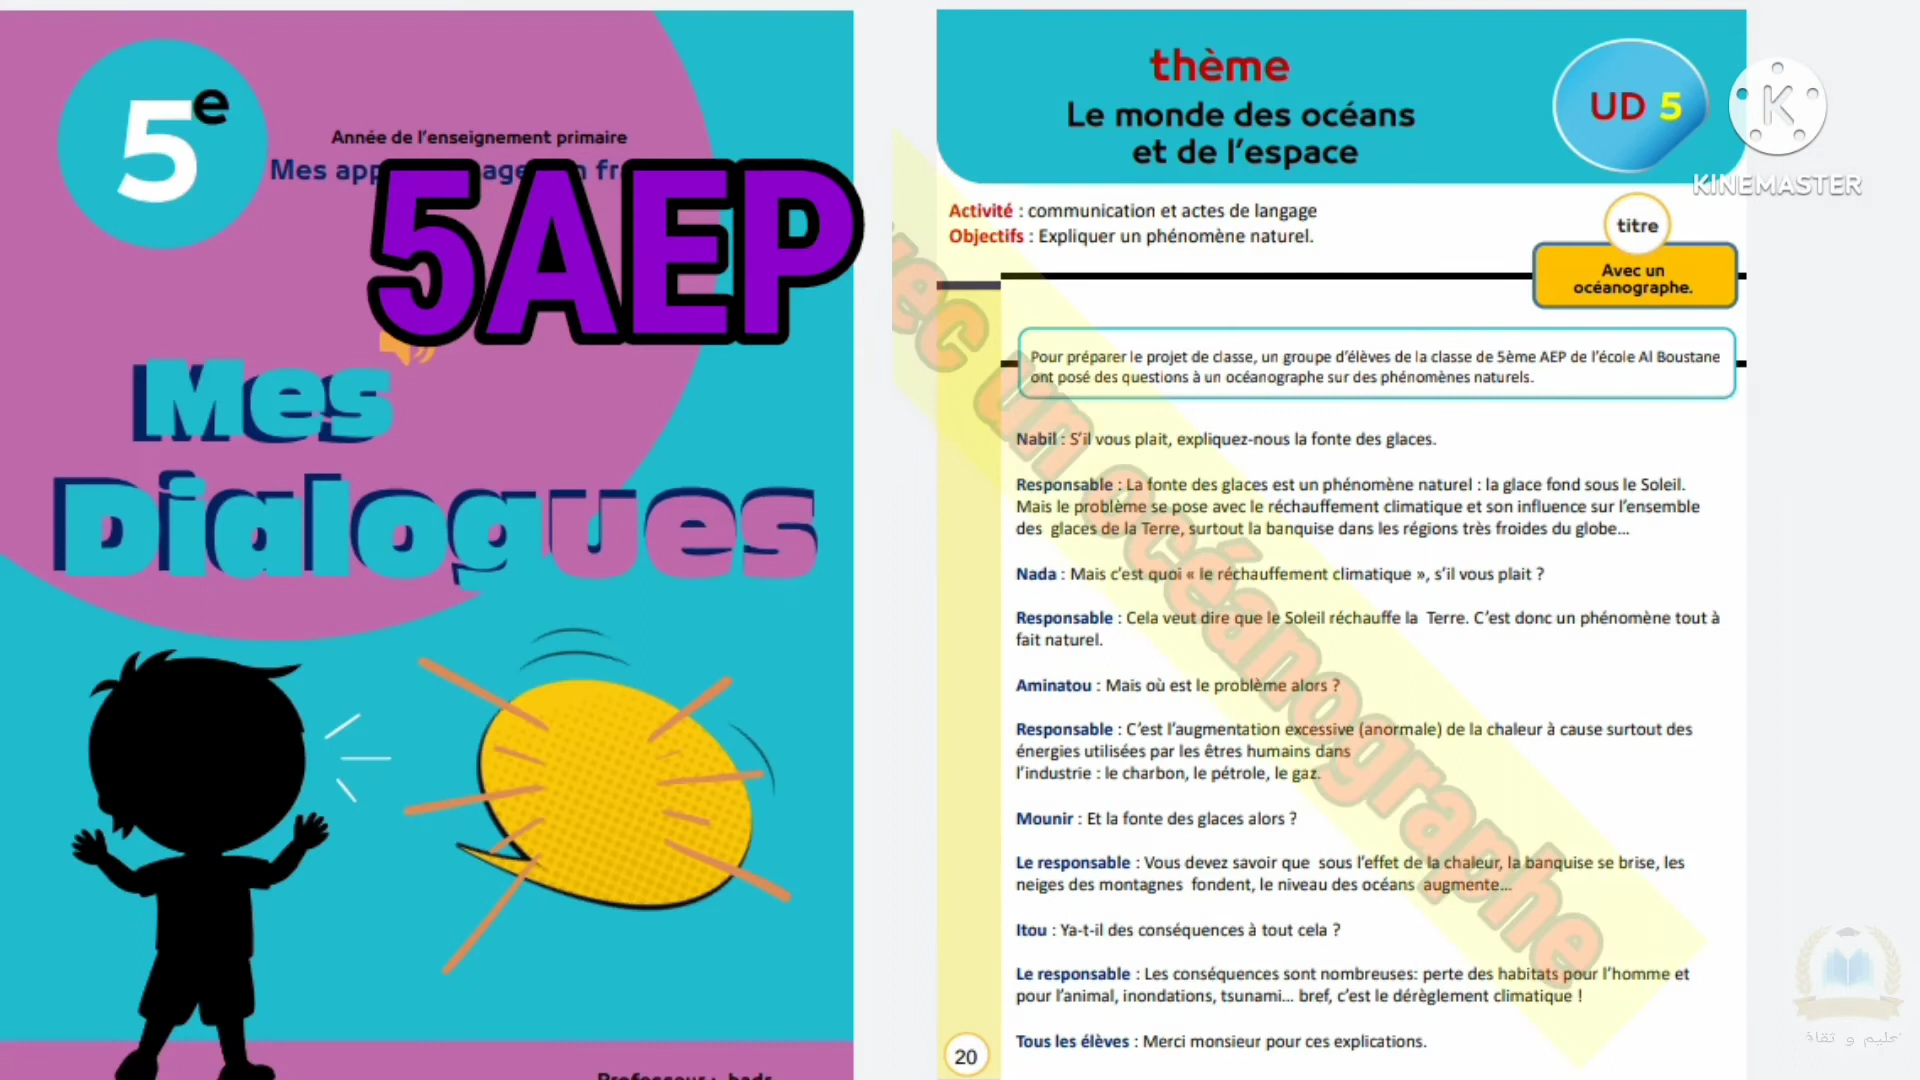 5e
Année de l'enseignement primaire
5AEP
Mes
Dialogues
thème
Le monde des océans
et de l'espace
UD 5
K
KINEMASTER
Activité : communication et actes de langage
Objectifs : Expliquer un phénomène naturel.
titre
Avec un
océanographe.
Pour préparer le projet de classe, un groupe d'élèves de la classe de 5ème AEP de l'école Al Boustane
ont posé des questions à un océanographe sur des phénomènes naturels.
Nabil : S'il vous plait, expliquez-nous la fonte des glaces.
Responsable : La fonte des glaces est un phénomène naturel : la glace fond sous le Soleil.
Mais le problème se pose avec le réchauffement climatique et son influence sur l'ensemble
des glaces de la Terre, surtout la banquise dans les régions très froides du globe...
Nada : Mais c'est quoi « le réchauffement climatique », s'il vous plait ?
Responsable : Cela veut dire que le Soleil réchauffe la Terre. C'est donc un phénomène tout à
fait naturel.
Aminatou : Mais où est le problème alors ?
Responsable : C'est l'augmentation excessive (anormale) de la chaleur à cause surtout des
énergies utilisées par les êtres humains dans
l'industrie : le charbon, le pétrole, le gaz.
Mounir : Et la fonte des glaces alors ?
Le responsable : Vous devez savoir que sous l'effet de la chaleur, la banquise se brise, les
neiges des montagnes fondent, le niveau des océans augmente...
Itou : Ya-t-il des conséquences à tout cela ?
Le responsable : Les conséquences sont nombreuses: perte des habitats pour l'homme et
pour l'animal, inondations, tsunami... bref, c'est le dérèglement climatique !
Tous les élèves : Merci monsieur pour ces explications.
20
un océanographe